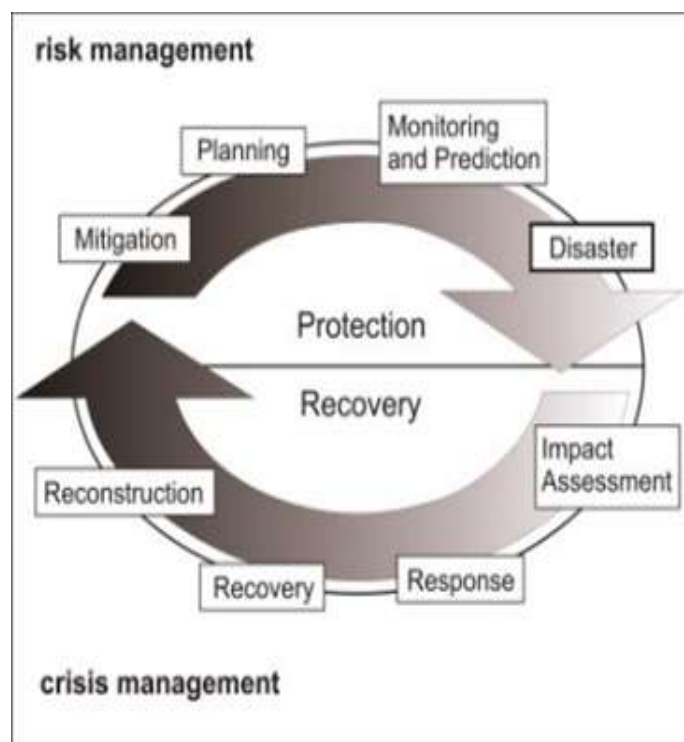 risk management
Planning
Monitoring
and Prediction
Mitigation
Disaster
Protection
Recovery
Impact
Assessment
Reconstruction
Recovery
Response
crisis management